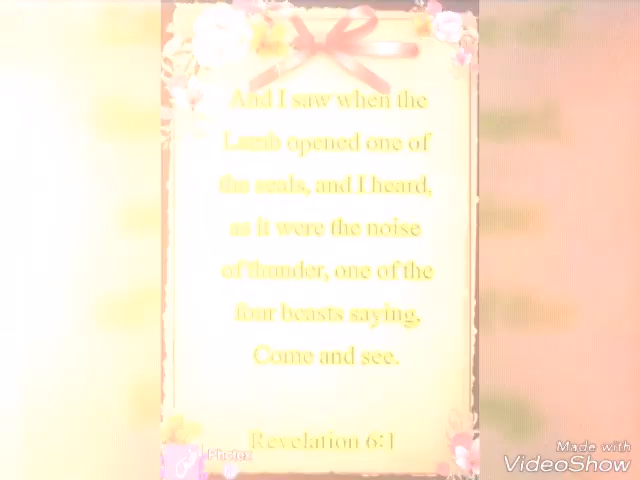 And I saw when the
Lamb opened one of
the seals, and I heard,
as it were the noise
of thunder, one of the
four beasts saying,
Come and see.
Revelation 6:1
Photex
Made with
VideoShow